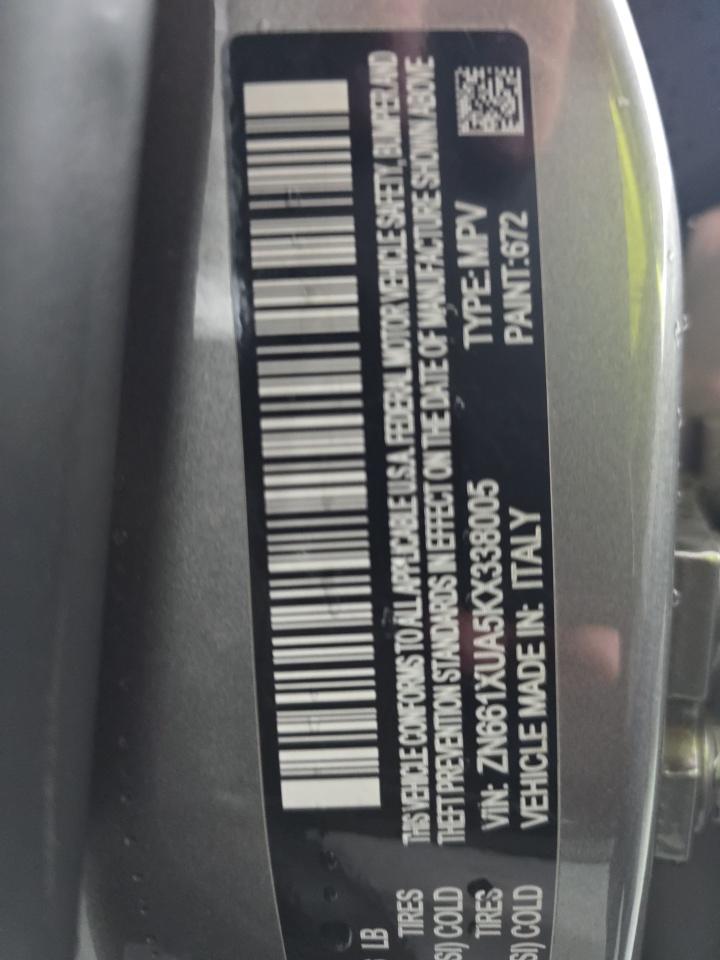 THIS VEHICLE CONFORMS TO ALL APPLICABLE U.S.A. FEDERAL MOTOR VEHICLE SAFETY, BUMPER, AND
THEFT PREVENTION STANDARDS IN EFFECT ON THE DATE OF MANUFACTURE SHOWN ABOVE
VIN: ZN661XUA5KX338005 TYPE: MPV
VEHICLE MADE IN: ITALY PAINT: 672
LB
TIRES
SI) COLD
TIRES
SI) COLD